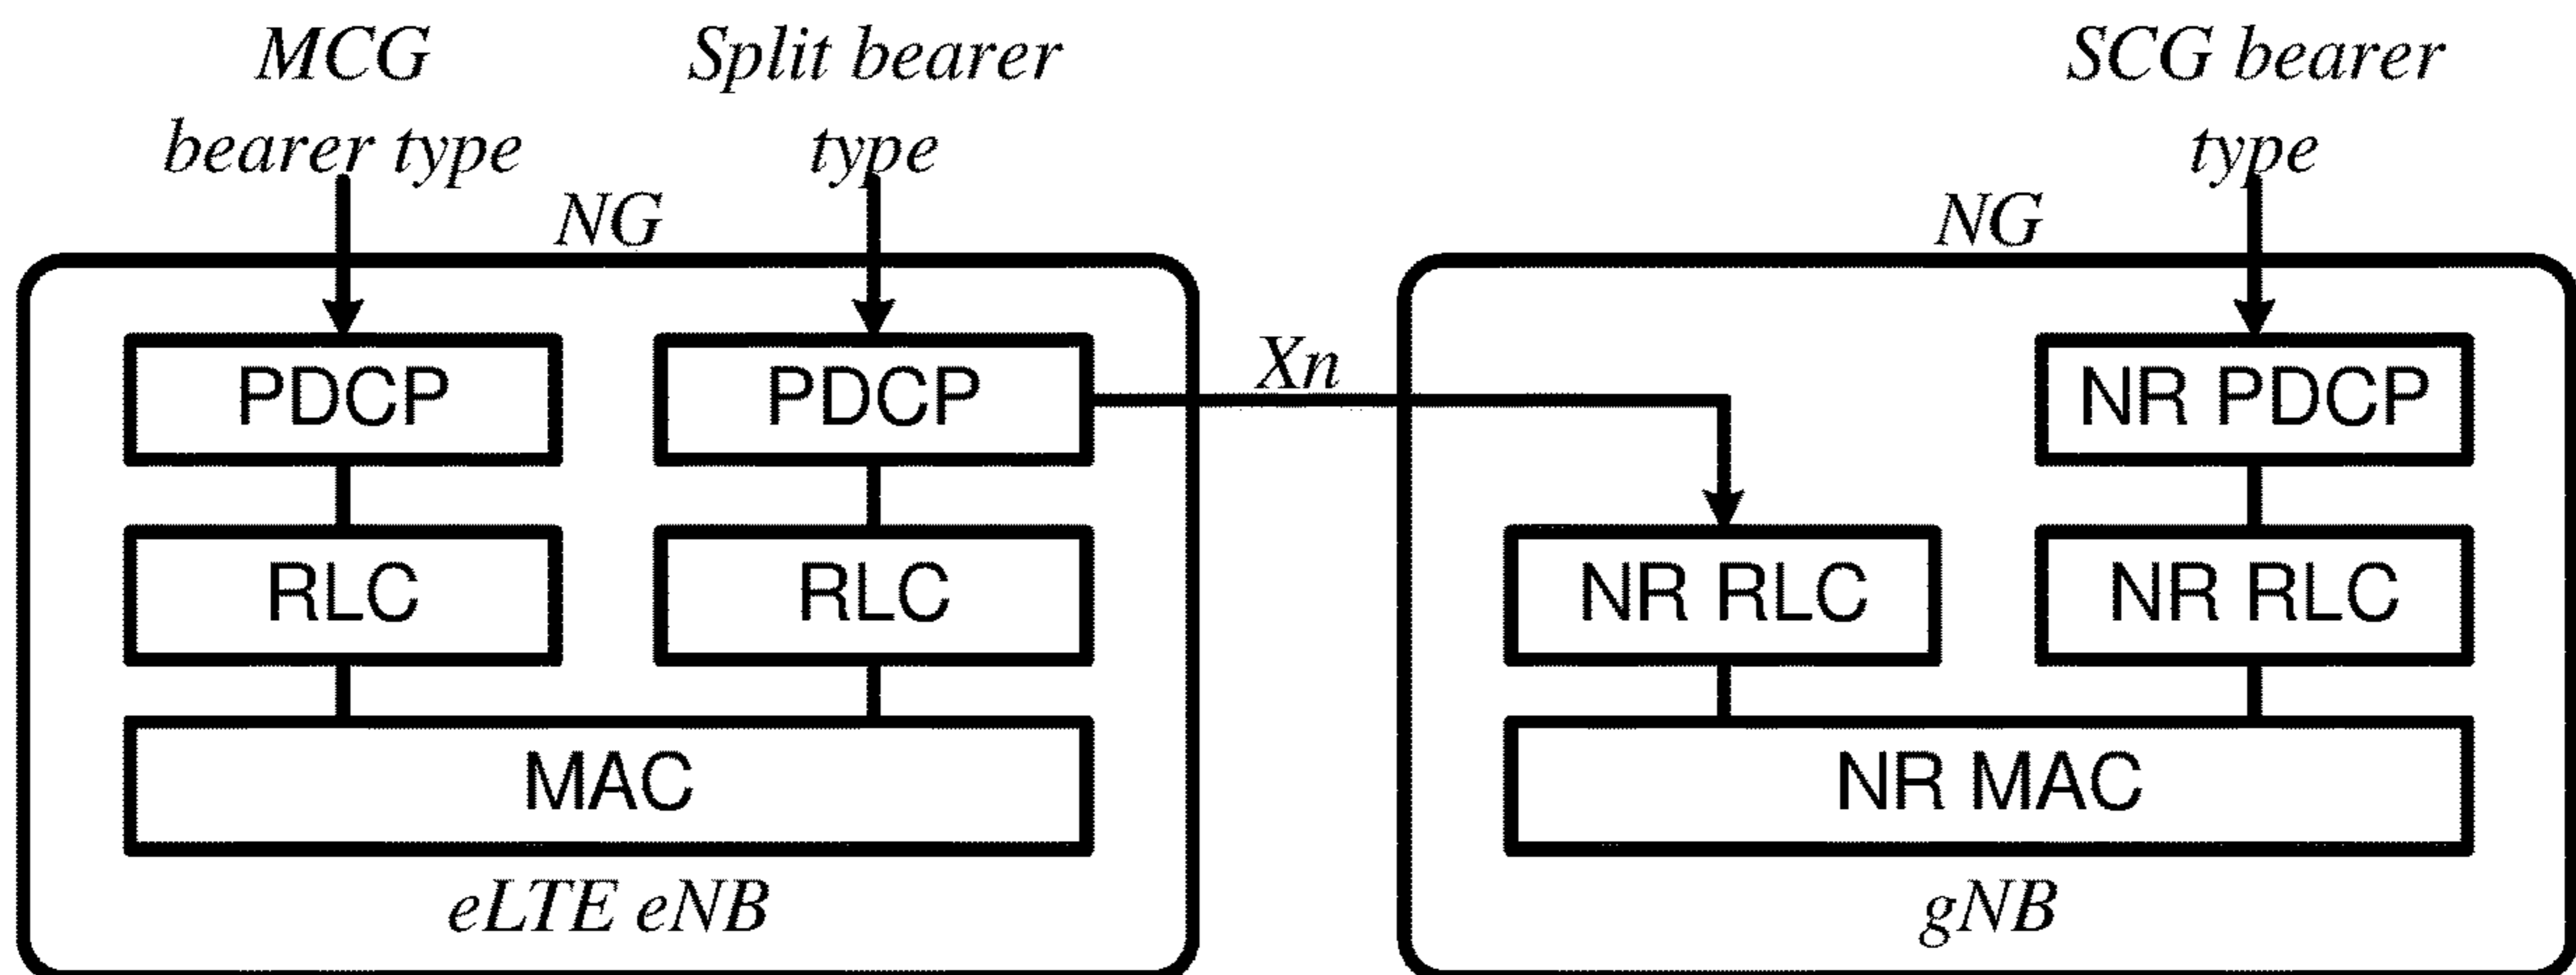 MCG
bearer type
Split bearer
type
SCG bearer
type
NG
NG
Xn
PDCP
PDCP
NR PDCP
RLC
RLC
NR RLC
NR RLC
MAC
NR MAC
eLTE eNB
gNB